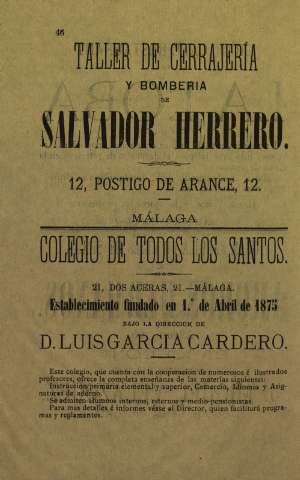 46
TALLER DE CERRAJERÍA
Y BOMBERIA
DE
SALVADOR HERRERO.
12, POSTIGO DE ARANCE, 12.
MÁLAGA
COLEGIO DE TODOS LOS SANTOS.
21, DOS ACERAS, 21.—MÁLAGA.
Establecimiento fundado en 1.º de Abril de 1875
BAJO LA DIRECCION DE
D. LUIS GARCIA CARDERO.
Este colegio, que cuenta con la cooperacion de numerosos é ilustrados
profesores, ofrece la completa enseñanza de las materias siguientes:
Instruccion primaria elemental y superior, Comercio, Idiomas y Asig-
naturas de adorno.
Se admiten alumnos internos, externos y medio-pensionistas.
Para mas detalles é informes véase al Director, quien facilitará progra-
mas y reglamentos.